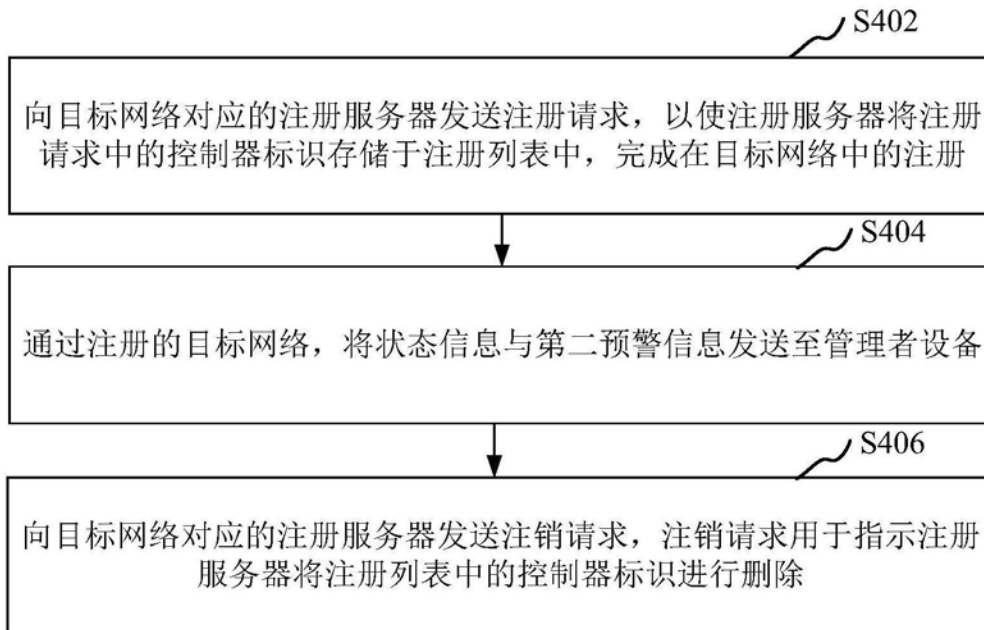 S402
向目标网络对应的注册服务器发送注册请求，以使注册服务器将注册
请求中的控制器标识存储于注册列表中，完成在目标网络中的注册
S404
通过注册的目标网络，将状态信息与第二预警信息发送至管理者设备
S406
向目标网络对应的注册服务器发送注销请求，注销请求用于指示注册
服务器将注册列表中的控制器标识进行删除